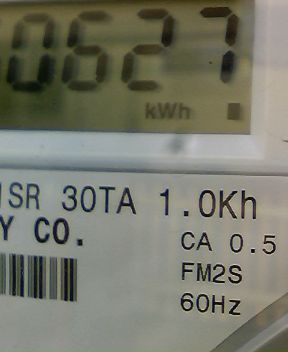 0627
kWh
SR 30TA 1.0Kh
Y CO.
CA 0.5
FM2S
60Hz